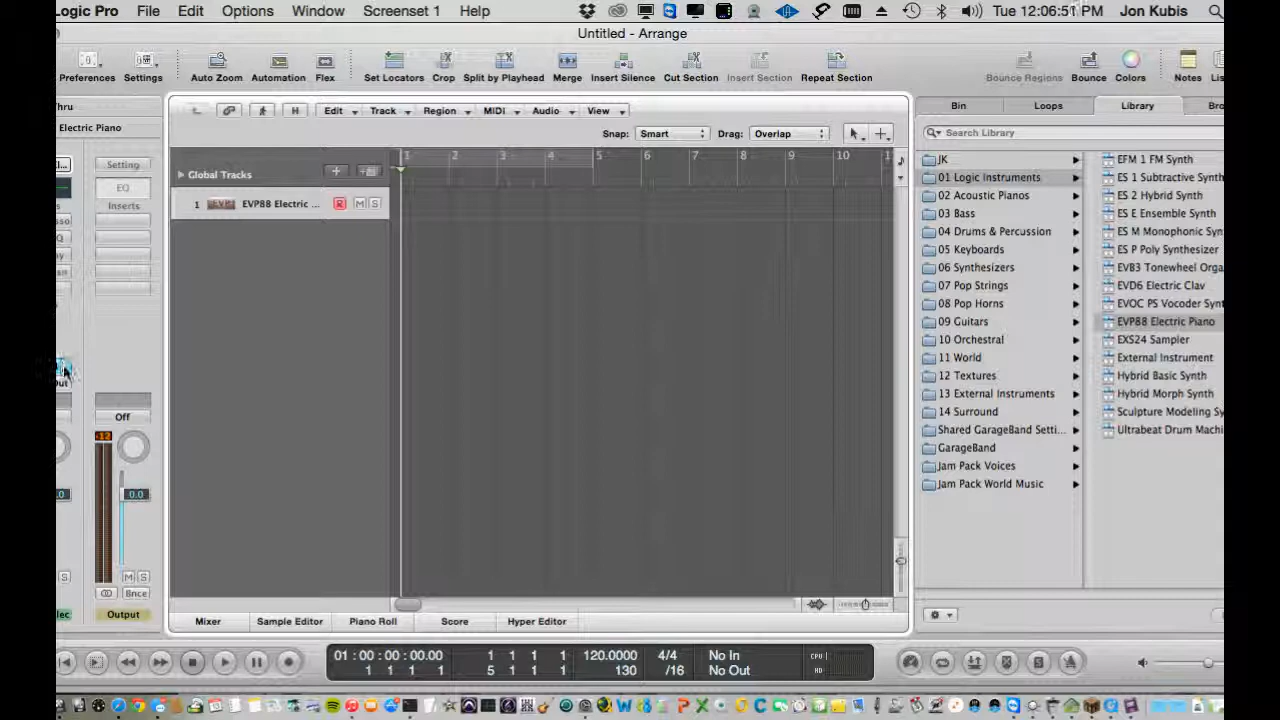 Logic Pro File Edit Options Window Screenset 1 Help Tue 12:06:51 PM Jon Kubis
Untitled - Arrange
Preferences Settings Auto Zoom Automation Flex Set Locators Crop Split by Playhead Merge Insert Silence Cut Section Insert Section Repeat Section Bounce Regions Bounce Colors Notes
Thru
Electric Piano
Edit Track Region MIDI Audio View
Bin Loops Library
Snap: Smart Drag: Overlap
Search Library
1 2 3 4 5 6 7 8 9 10
Global Tracks
1 EVP88 Electric ... R M S
Setting
EQ
Inserts
Off
-12
0.0
M S
Bnce
Output
JK
01 Logic Instruments
02 Acoustic Pianos
03 Bass
04 Drums & Percussion
05 Keyboards
06 Synthesizers
07 Pop Strings
08 Pop Horns
09 Guitars
10 Orchestral
11 World
12 Textures
13 External Instruments
14 Surround
Shared GarageBand Setti...
GarageBand
Jam Pack Voices
Jam Pack World Music
EFM 1 FM Synth
ES 1 Subtractive Synth
ES 2 Hybrid Synth
ES E Ensemble Synth
ES M Monophonic Syn
ES P Poly Synthesizer
EVB3 Tonewheel Orga
EVD6 Electric Clav
EVOC PS Vocoder Synt
EVP88 Electric Piano
EXS24 Sampler
External Instrument
Hybrid Basic Synth
Hybrid Morph Synth
Sculpture Modeling Sy
Ultrabeat Drum Machi
Mixer Sample Editor Piano Roll Score Hyper Editor
01 : 00 : 00 : 00.00 1 1 1 1 120.0000 4/4 No In CPU
1 1 1 1 5 1 1 1 130 /16 No Out HD